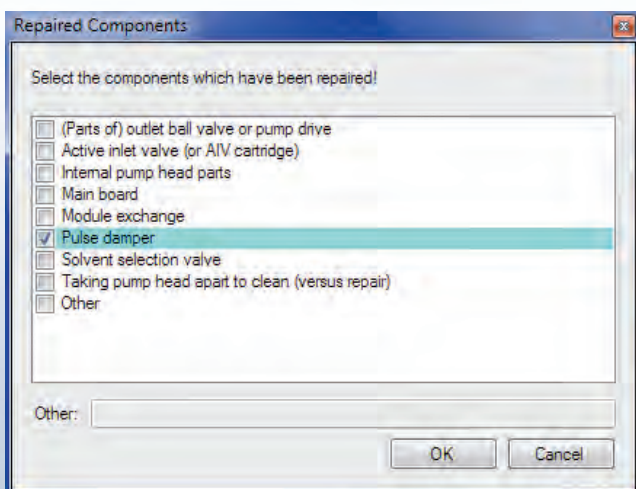 Repaired Components
Select the components which have been repaired!
(Parts of) outlet ball valve or pump drive
Active inlet valve (or AIV cartridge)
Internal pump head parts
Main board
Module exchange
Pulse damper
Solvent selection valve
Taking pump head apart to clean (versus repair)
Other
Other:
OK Cancel